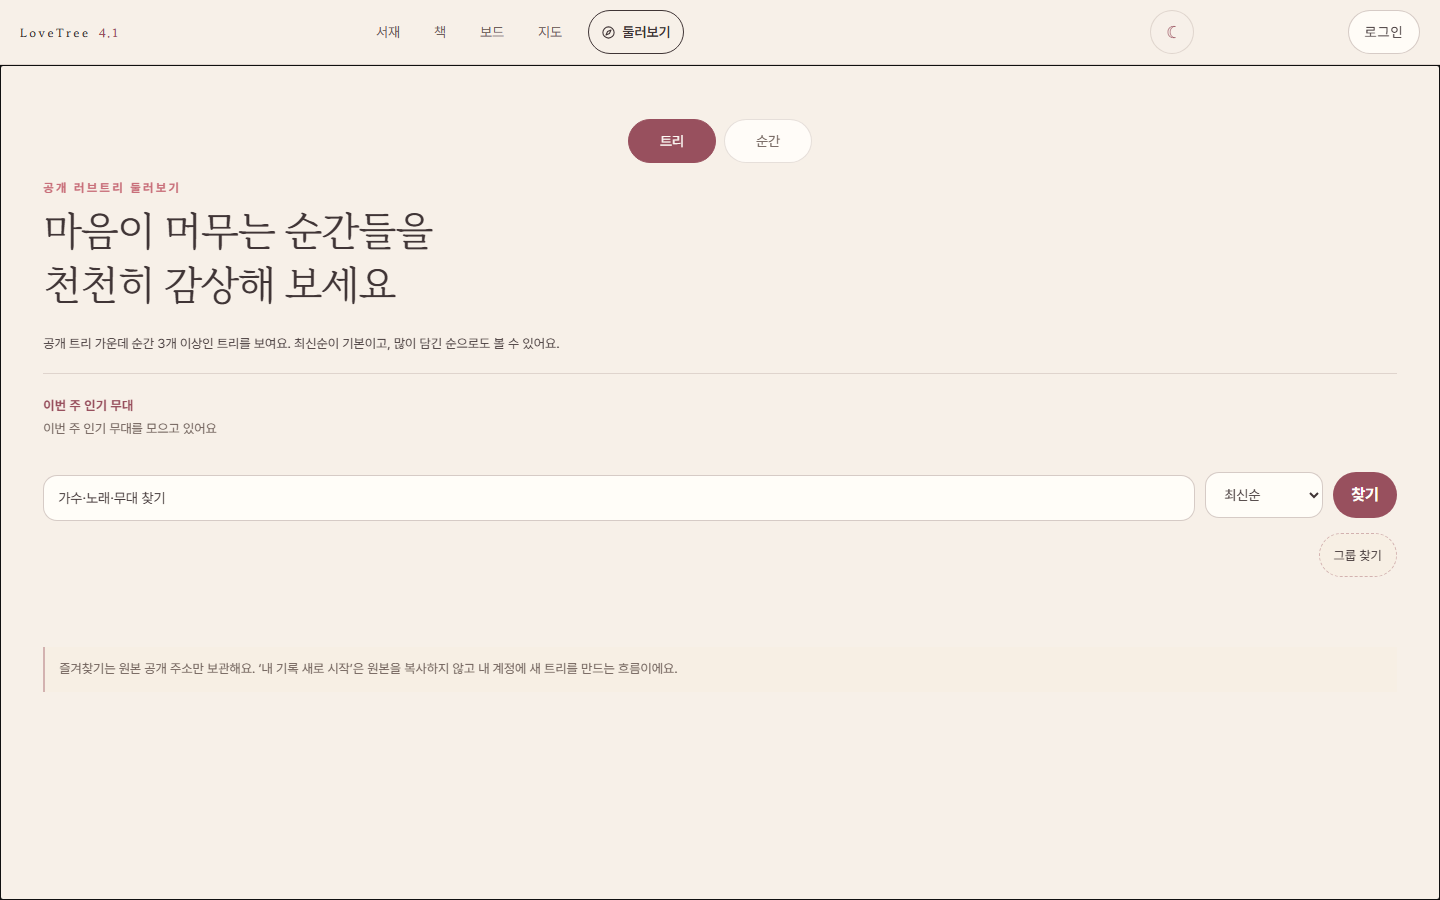 LoveTree 4.1
서재
책
보드
지도
둘러보기
로그인
트리
순간
공개 러브트리 둘러보기
마음이 머무는 순간들을
천천히 감상해 보세요
공개 트리 가운데 순간 3개 이상인 트리를 보여요. 최신순이 기본이고, 많이 담긴 순으로도 볼 수 있어요.
이번 주 인기 무대
이번 주 인기 무대를 모으고 있어요
가수·노래·무대 찾기
최신순
찾기
그룹 찾기
즐겨찾기는 원본 공개 주소만 보관해요. ‘내 기록 새로 시작’은 원본을 복사하지 않고 내 계정에 새 트리를 만드는 흐름이에요.